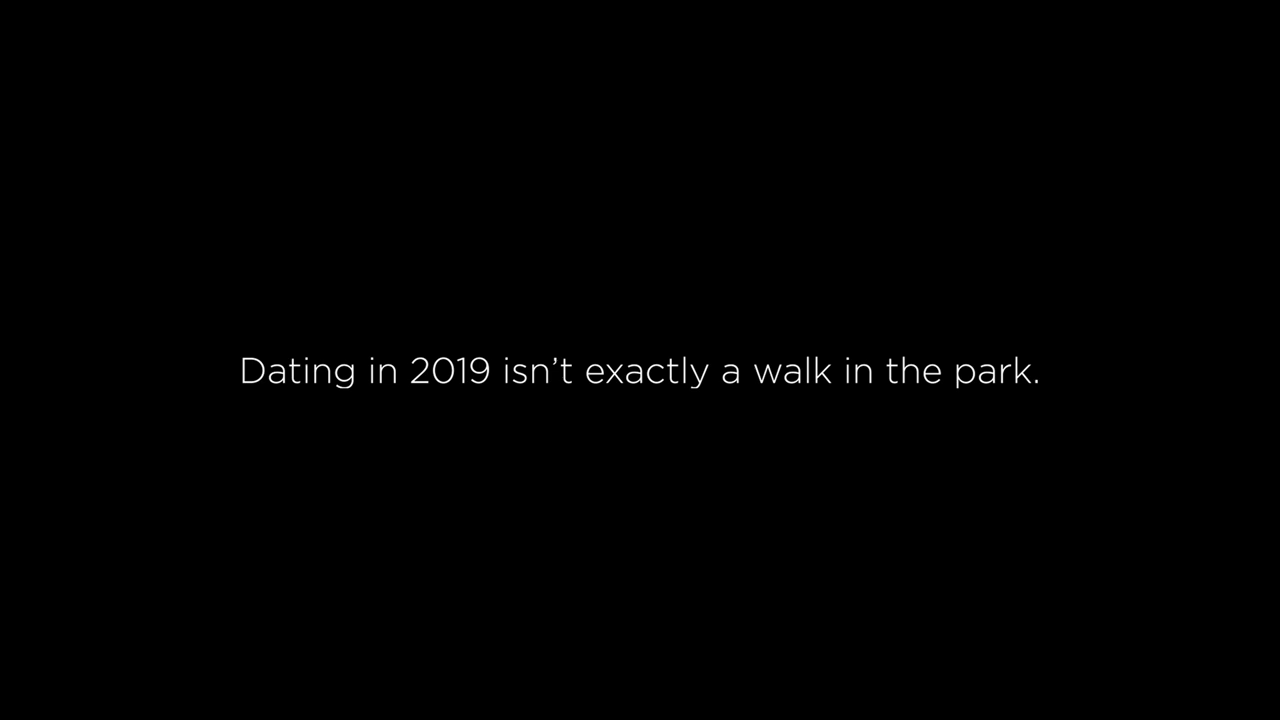 Dating in 2019 isn’t exactly a walk in the park.